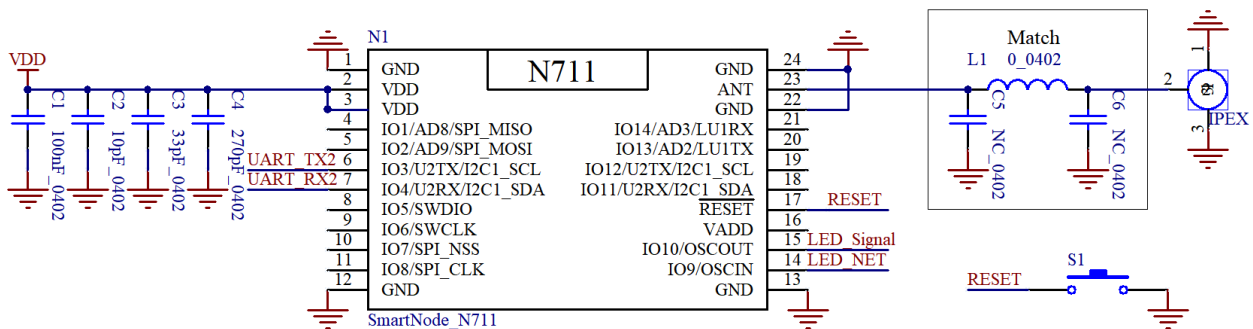 N1
N711
SmartNode_N711
VDD
C1
100nF_0402
C2
10pF_0402
C3
33pF_0402
C4
270pF_0402
UART_TX2
UART_RX2
1 GND
2 VDD
3 VDD
4 IO1/AD8/SPI_MISO
5 IO2/AD9/SPI_MOSI
6 IO3/U2TX/I2C1_SCL
7 IO4/U2RX/I2C1_SDA
8 IO5/SWDIO
9 IO6/SWCLK
10 IO7/SPI_NSS
11 IO8/SPI_CLK
12 GND
GND 24
ANT 23
GND 22
IO14/AD3/LU1RX 21
IO13/AD2/LU1TX 20
IO12/U2TX/I2C1_SCL 19
IO11/U2RX/I2C1_SDA 18
RESET 17
VADD 16
IO10/OSCOUT 15
IO9/OSCIN 14
GND 13
RESET
LED_Signal
LED_NET
Match
L1
0_0402
C5
NC_0402
C6
NC_0402
1
2
3
IPEX
RESET
S1